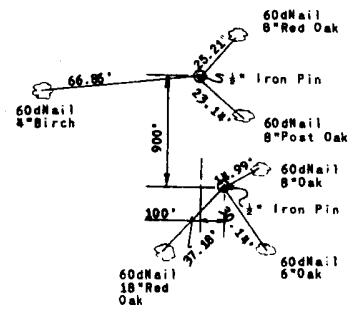 60dNail
8"Red Oak
25.21'
66.85'
½" Iron Pin
60dNail
4"Birch
23.14'
60dNail
8"Post Oak
900'
60dNail
8"Oak
½" Iron Pin
100'
37.18'
60dNail
18"Red
Oak
60dNail
6"Oak